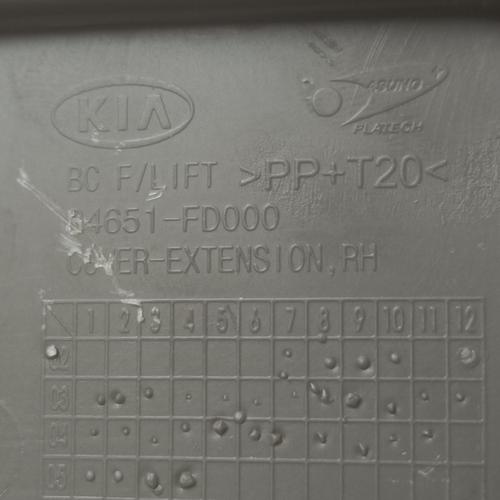 KIA
ASUNG
PLATECH
BC F/LIFT >PP+T20<
84651-FD000
COVER-EXTENSION,RH
1 2 3 4 5 6 7 8 9 10 11 12
02
03
04
05